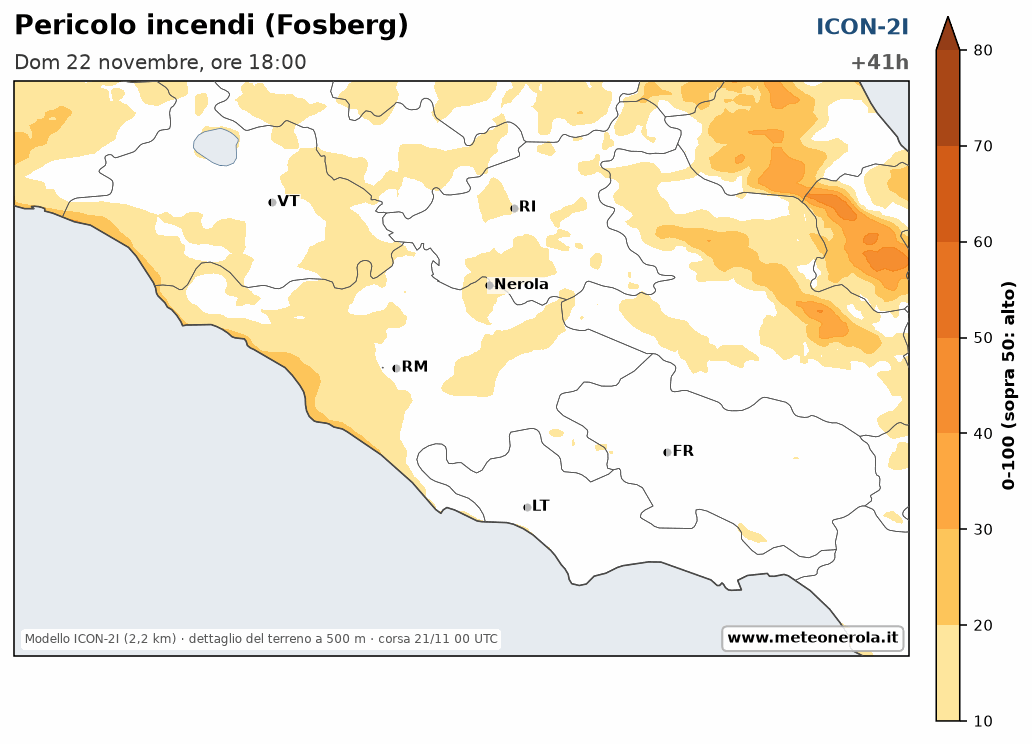 Pericolo incendi (Fosberg)
ICON-2I
Dom 22 novembre, ore 18:00
+41h
80
70
60
50
40
30
20
10
0-100 (sopra 50: alto)
VT
RI
Nerola
RM
FR
LT
Modello ICON-2I (2,2 km) · dettaglio del terreno a 500 m · corsa 21/11 00 UTC
www.meteonerola.it